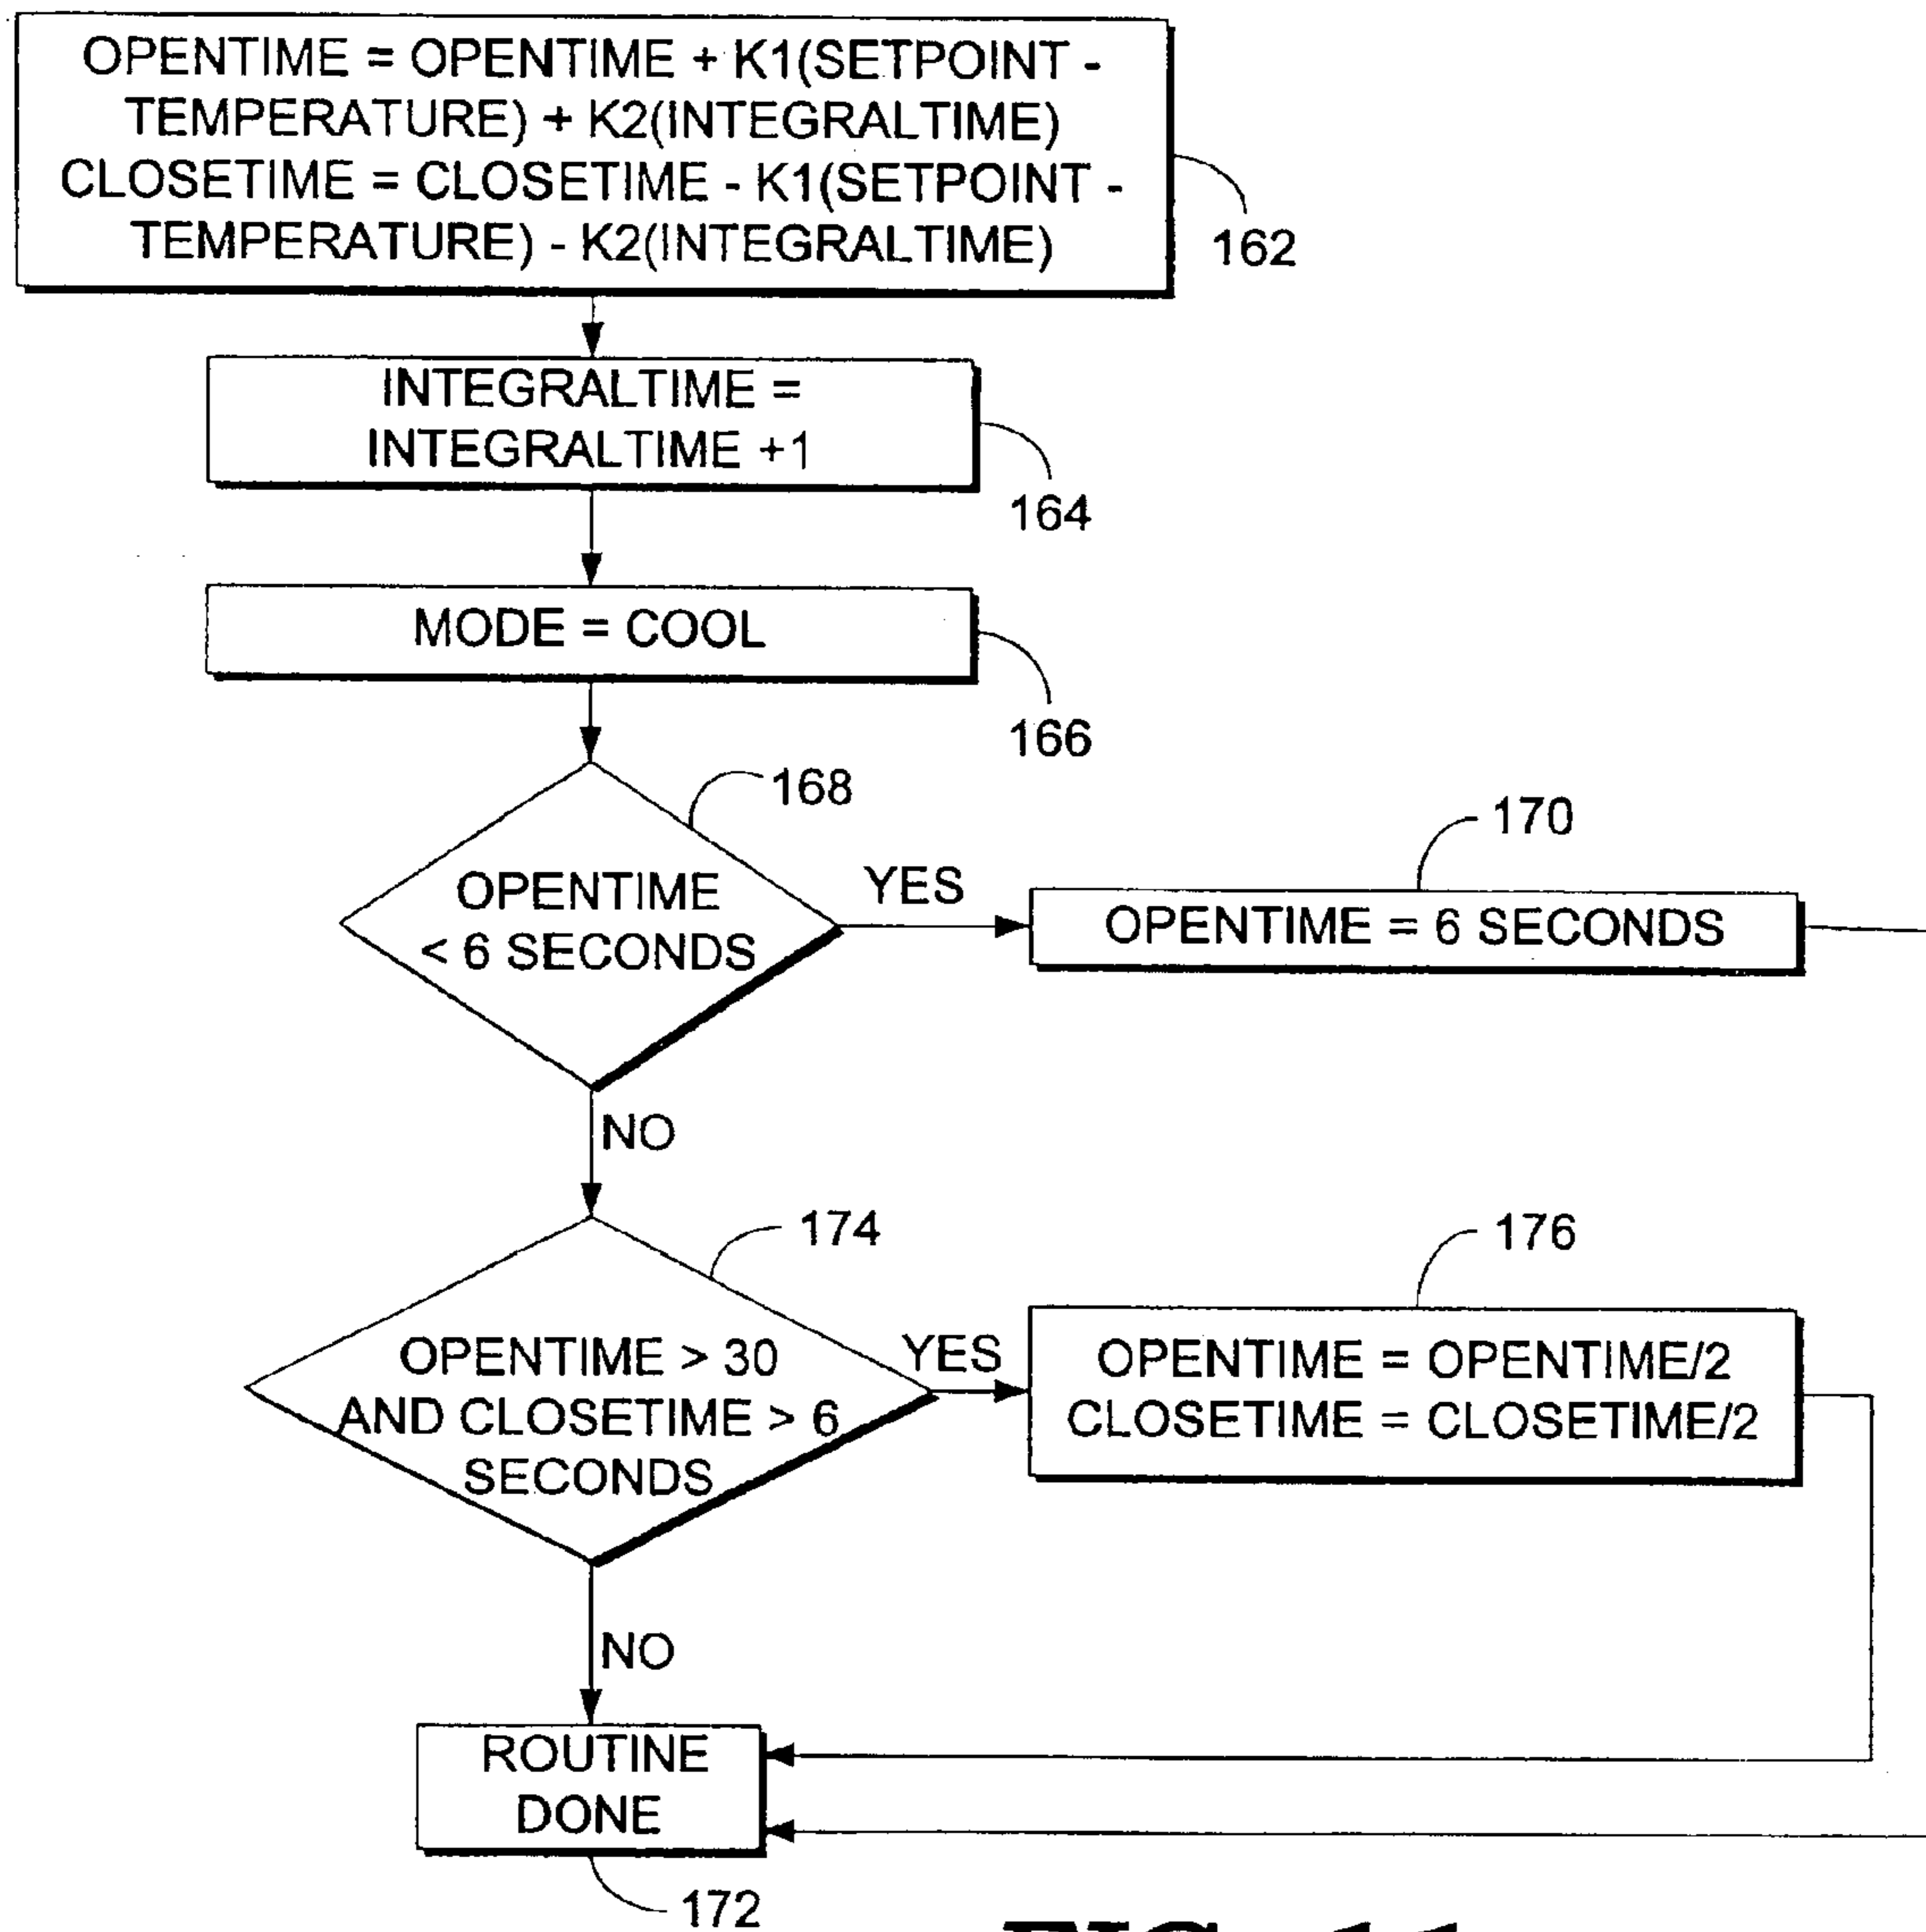 OPENTIME = OPENTIME + K1(SETPOINT -
TEMPERATURE) + K2(INTEGRALTIME)
CLOSETIME = CLOSETIME - K1(SETPOINT -
TEMPERATURE) - K2(INTEGRALTIME)
162
INTEGRALTIME =
INTEGRALTIME +1
164
MODE = COOL
166
168
OPENTIME
< 6 SECONDS
YES
170
OPENTIME = 6 SECONDS
NO
174
OPENTIME > 30
AND CLOSETIME > 6
SECONDS
YES
176
OPENTIME = OPENTIME/2
CLOSETIME = CLOSETIME/2
NO
ROUTINE
DONE
172